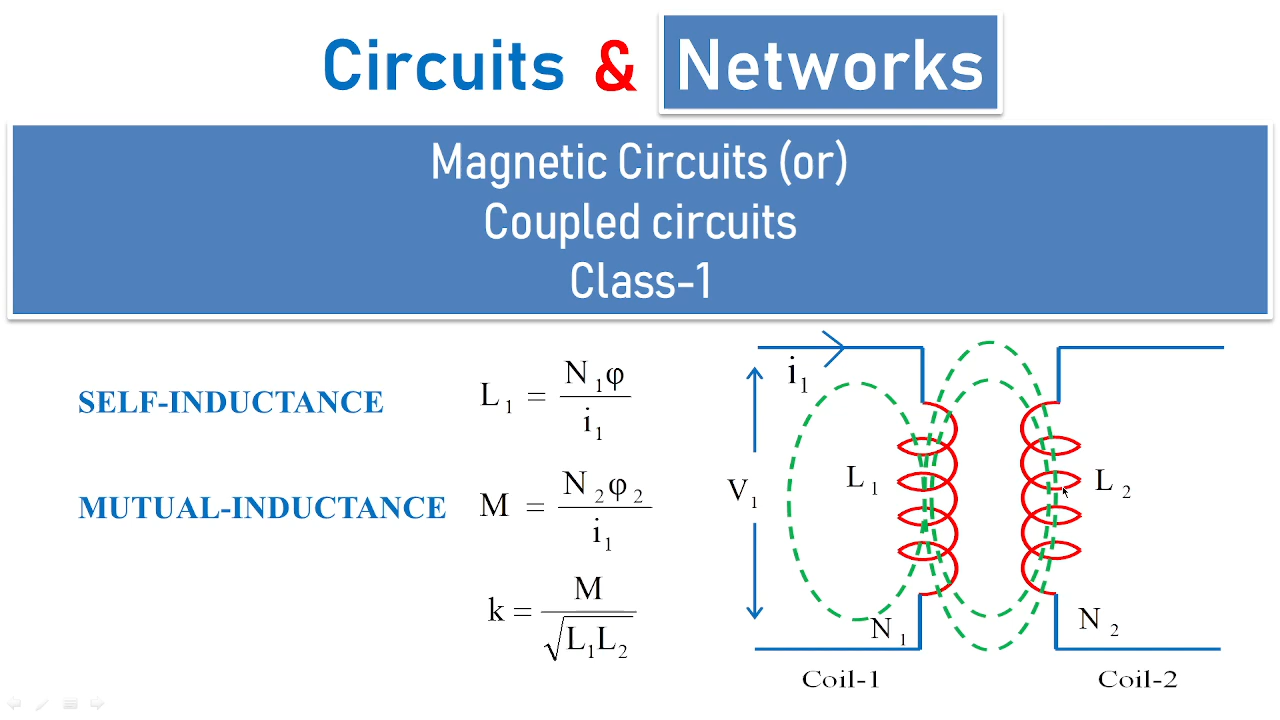 Circuits & Networks
Magnetic Circuits (or)
Coupled circuits
Class-1
SELF-INDUCTANCE
L₁ = N₁φ / i₁
MUTUAL-INDUCTANCE
M = N₂φ₂ / i₁
k = M / √L₁L₂
i₁
V₁
L₁
L₂
N₁
N₂
Coil-1
Coil-2